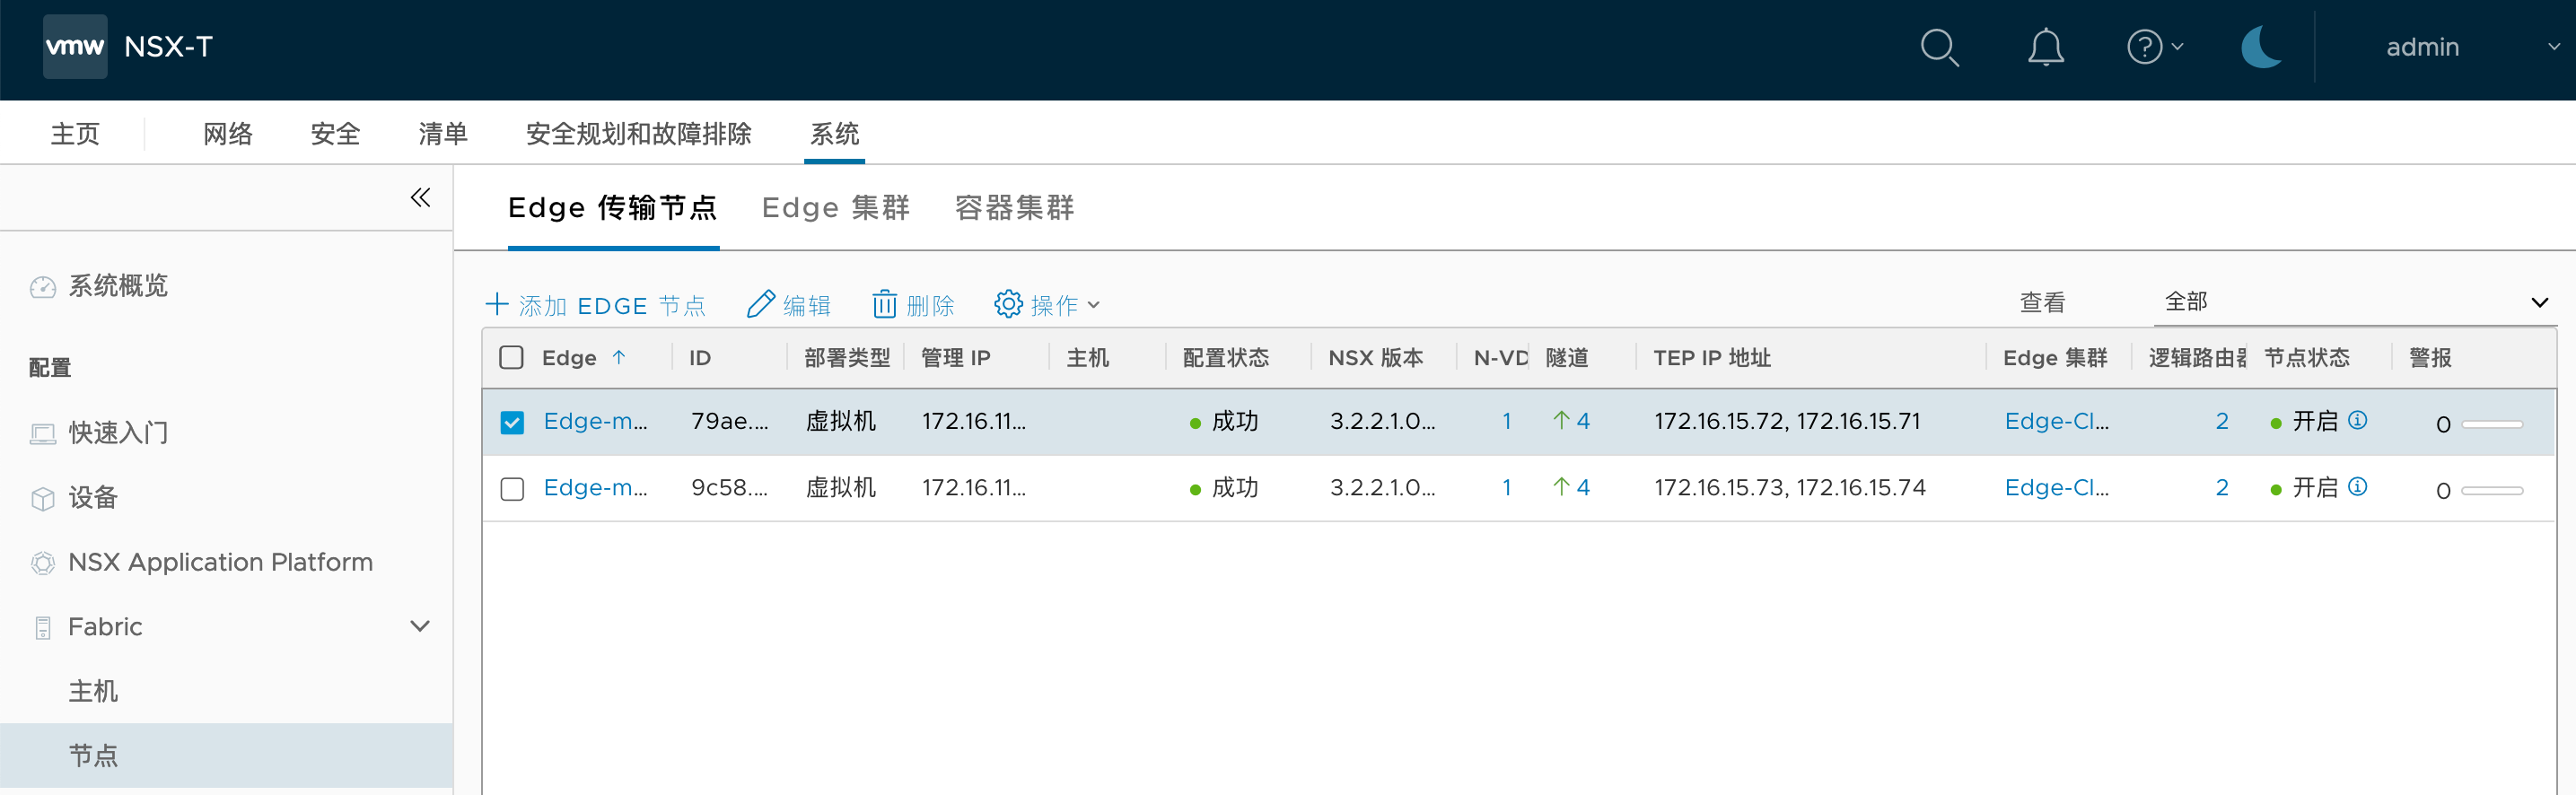 vmw NSX-T admin
主页 网络 安全 清单 安全规划和故障排除 系统
Edge 传输节点 Edge 集群 容器集群
系统概览
配置
快速入门
设备
NSX Application Platform
Fabric
主机
节点
添加 EDGE 节点 编辑 删除 操作 查看 全部
Edge ID 部署类型 管理 IP 主机 配置状态 NSX 版本 N-VD 隧道 TEP IP 地址 Edge 集群 逻辑路由器 节点状态 警报
Edge-m... 79ae.... 虚拟机 172.16.11... 成功 3.2.2.1.0... 1 4 172.16.15.72, 172.16.15.71 Edge-Cl... 2 开启 0
Edge-m... 9c58.... 虚拟机 172.16.11... 成功 3.2.2.1.0... 1 4 172.16.15.73, 172.16.15.74 Edge-Cl... 2 开启 0